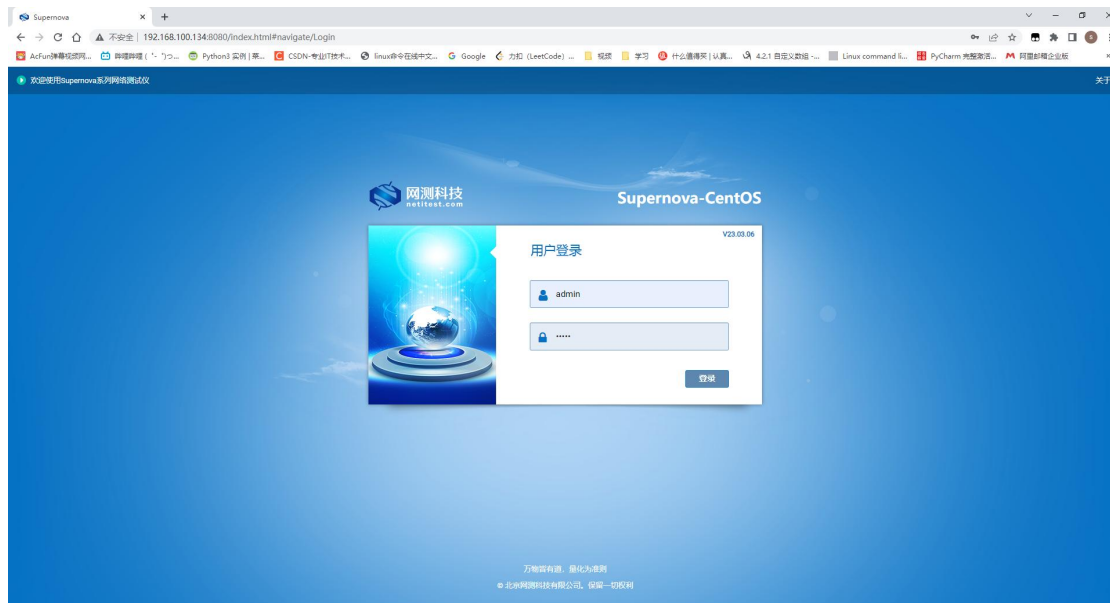 Supernova
不安全 | 192.168.100.134:8080/index.html#navigate/Login
AcFun弹幕视频网... 哔哩哔哩 ( ゜- ゜)つ... Python3 实例 | 菜... CSDN-专业IT技术... linux命令在线中文... G Google 力扣 (LeetCode) ... 视频 学习 什么值得买 | 认真... 4.2.1 自定义数组 -... Linux command li... PyCharm 完整激活... 阿里邮箱企业版
欢迎使用Supernova系列网络测试仪 关于
网测科技
netitest.com
Supernova-CentOS
V23.03.06
用户登录
admin
•••••
登录
万物皆有道，量化为准则
© 北京网测科技有限公司。保留一切权利